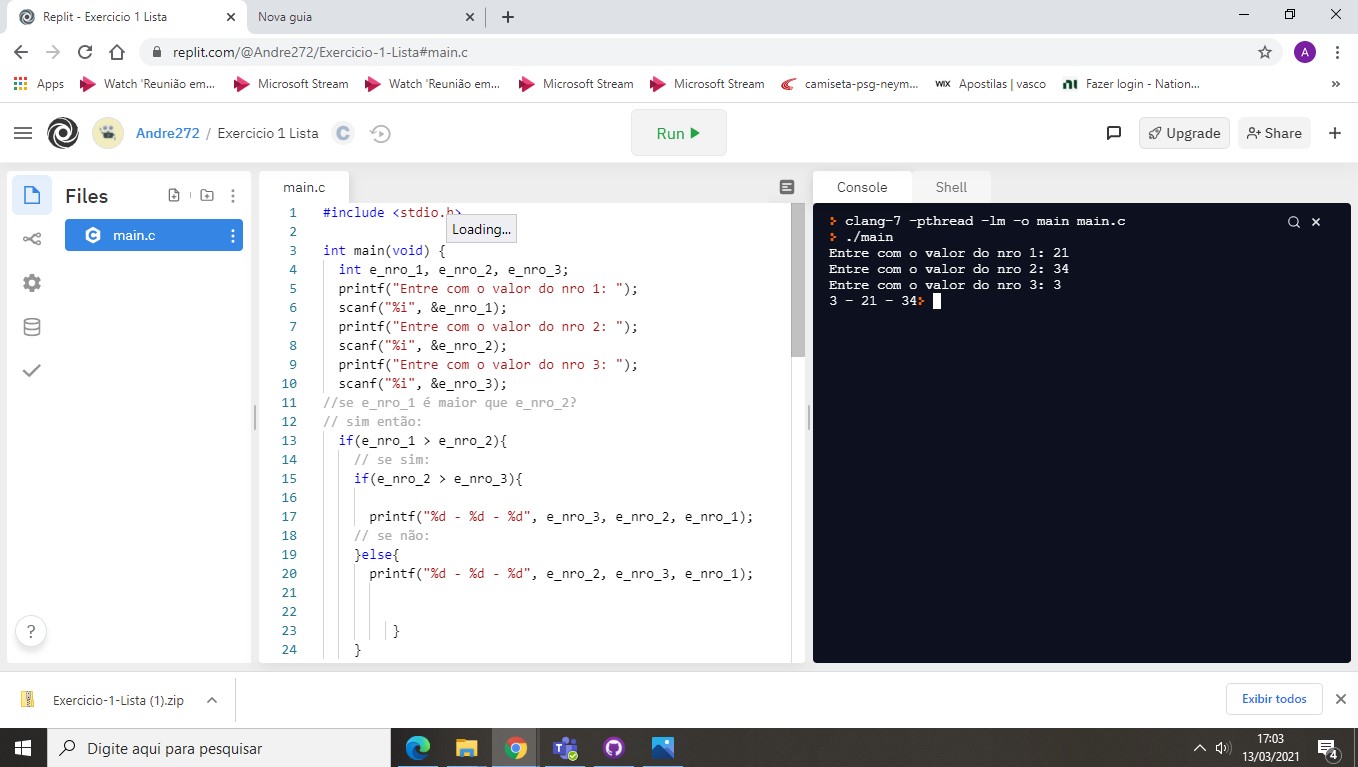 Replit - Exercicio 1 Lista
Nova guia
replit.com/@Andre272/Exercicio-1-Lista#main.c
A
Apps
Watch 'Reunião em...
Microsoft Stream
Watch 'Reunião em...
Microsoft Stream
Microsoft Stream
camiseta-psg-neym...
WIX
Apostilas | vasco
Fazer login - Nation...
»
Andre272 / Exercicio 1 Lista
C
Run
Upgrade
Share
Files
main.c
?
main.c
1 #include <stdio.h>
Loading...
2
3 int main(void) {
4 int e_nro_1, e_nro_2, e_nro_3;
5 printf("Entre com o valor do nro 1: ");
6 scanf("%i", &e_nro_1);
7 printf("Entre com o valor do nro 2: ");
8 scanf("%i", &e_nro_2);
9 printf("Entre com o valor do nro 3: ");
10 scanf("%i", &e_nro_3);
11 //se e_nro_1 é maior que e_nro_2?
12 // sim então:
13 if(e_nro_1 > e_nro_2){
14 // se sim:
15 if(e_nro_2 > e_nro_3){
16
17 printf("%d - %d - %d", e_nro_3, e_nro_2, e_nro_1);
18 // se não:
19 }else{
20 printf("%d - %d - %d", e_nro_2, e_nro_3, e_nro_1);
21
22
23 }
24 }
Console
Shell
clang-7 -pthread -lm -o main main.c
./main
Entre com o valor do nro 1: 21
Entre com o valor do nro 2: 34
Entre com o valor do nro 3: 3
3 - 21 - 34
Exercicio-1-Lista (1).zip
Exibir todos
Digite aqui para pesquisar
17:03
13/03/2021
4